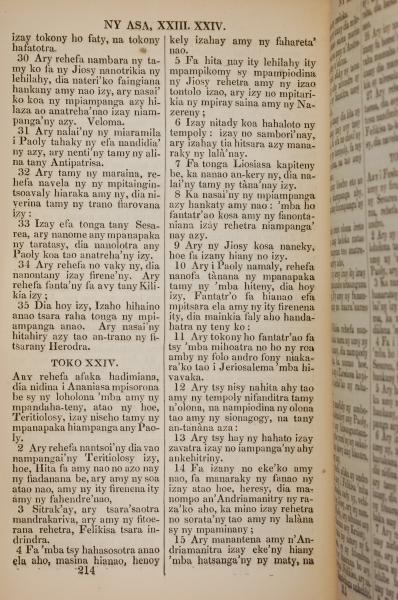 NY ASA, XXIII. XXIV.
izay tokony ho faty, na tokony
hafatotra.
30 Ary rehefa nambara ny ta-
my ko fa ny Jiosy nanotrikia ny
lehilahy, dia nateri'ko faingiana
hankany amy nao izy, ary nasai'
ko koa ny mpiampanga azy hi-
laza no anatreha'nao izay niam-
panga'ny azy. Veloma.
31 Ary nalai'ny ny miaramila
i Paoly tahaky ny efa nandidia'
ny azy, ary nenti'ny tamy ny ali-
na tany Antipatrisa.
32 Ary tamy ny maraina, re-
hefa navela ny ny mpitaingin-
tsoavaly hiaraka amy ny, dia ni-
verina tamy ny trano fiarovana
izy:
33 Izay efa tonga tany Sesa-
rea, ary nanome any mpanapaka
ny taratasy, dia nanolotra any
Paoly koa tao anatreha'ny izy.
34 Ary rehefa no vaky ny, dia
nanontany izay firene'ny. Ary
rehefa fanta'ny fa avy tany Kili-
kia izy;
35 Dia hoy izy, Izaho hihaino
anao tsara raha tonga ny mpi-
ampanga anao. Ary nasai'ny
hitahiry azy tao an-trano ny fi-
tsarany Herodra.
TOKO XXIV.
Ary rehefa afaka hadimiana,
dia nidina i Ananiasa mpisorona
be sy ny loholona 'mba amy ny
mpandaha-teny, atao ny hoe,
Teritiolosy, izay niseho tamy ny
mpanapaka hiampanga any Pao-
ly.
2 Ary rehefa nantsoi'ny dia vao
nampangai'ny Teritiolosy izy,
hoe, Hita fa amy nao no azo nay
ny fiadanana be, ary amy ny soa
atao nao, amy ny ity firenena ity
amy ny fahendre'nao,
3 Sitrak'ay, ary tsara'saotra
mandrakariva, ary amy ny fitoe-
rana rehetra, Felikisa tsara in-
drindra.
4 Fa 'mba tsy hahasosotra anao
ela aho, masina hianao, henoy
214
kely izahay amy ny fahareta'
nao.
5 Fa hita nay ity lehilahy ity
mpampikomy sy mpampiodina
ny Jiosy rehetra amy ny izao
tontolo izao, ary izy no mpitari-
kia ny mpiray saina amy ny Na-
zereny;
6 Izay nitady koa hahaloto ny
tempoly: izay no sambori'nay,
ary izahay tia hitsara azy mana-
raky ny lalà'nay.
7 Fa tonga Liosiasa kapiteny
be, ka nanao an-kery ny, dia na-
lai'ny tamy ny tàna'nay izy.
8 Ka nasai'ny ny mpiampanga
azy hankaty amy nao: 'mba ho
fantatr'ao kosa amy ny fanonta-
niana izày rehetra niampanga'
nay azy.
9 Ary ny Jiosy kosa naneky,
hoe fa izany hiany no izy.
10 Ary i Paoly namaly, rehefa
nanofa tànana ny mpanapaka
tamy ny 'mba hiteny, dia hoy
izy, Fantatr'o fa hianao efa
mpitsara ela amy ny ity firenena
ity, dia mainkia faly aho handa-
hatra ny teny ko:
11 Ary tokony ho fantatr'ao fa
tsy 'mba mihoatra no ho ny roa
amby ny folo andro fony niaka-
ra'ko tao i Jeriosalema 'mba hi-
vavaka.
12 Ary tsy nisy nahita ahy tao
amy ny tempoly nifanditra tamy
n'olona, na nampiodina ny olona
tao amy ny sionagogy, na tany
an-tanàna aza:
13 Ary tsy hay ny hahato izay
zavatra izay no iampanga'ny ahy
ankehitriny.
14 Fa izany no eke'ko amy
nao, fa manaraky ny fanao ny
izay atao hoe, heresy, dia ma-
nompo an'Andriamanitry ny ra-
za'ko aho, ka mino izay rehetra
no sorata'ny tao amy ny lalàna
sy ny mpaminany;
15 Ary manantena amy n'An-
driamanitra izay eke'ny hiany
'mba hatsanga'ny ny maty, na